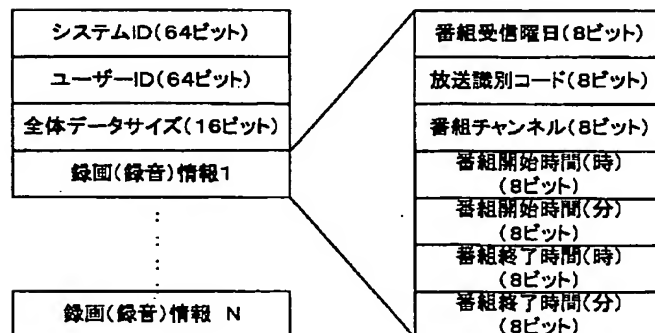 システムID(64ビット)
ユーザーID(64ビット)
全体データサイズ(16ビット)
録画(録音)情報1
録画(録音)情報 N
番組受信曜日(8ビット)
放送識別コード(8ビット)
番組チャンネル(8ビット)
番組開始時間(時)
(8ビット)
番組開始時間(分)
(8ビット)
番組終了時間(時)
(8ビット)
番組終了時間(分)
(8ビット)